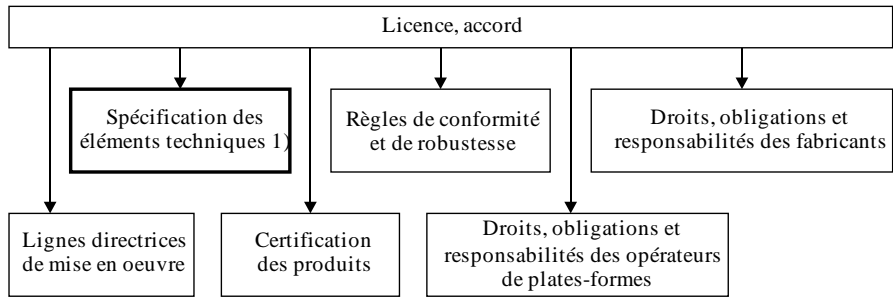 Licence, accord
Spécification des
éléments techniques 1)
Règles de conformité
et de robustesse
Droits, obligations et
responsabilités des fabricants
Lignes directrices
de mise en oeuvre
Certification
des produits
Droits, obligations et
responsabilités des opérateurs
de plates-formes